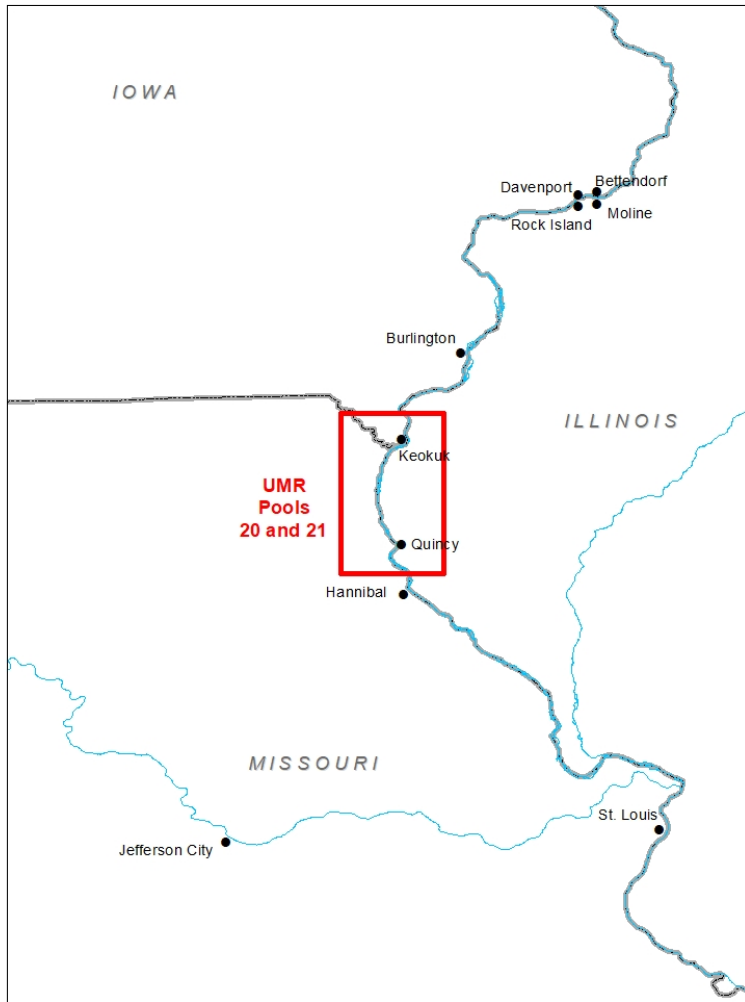 IOWA
Davenport
Bettendorf
Rock Island
Moline
Burlington
ILLINOIS
Keokuk
UMR
Pools
20 and 21
Quincy
Hannibal
MISSOURI
St. Louis
Jefferson City